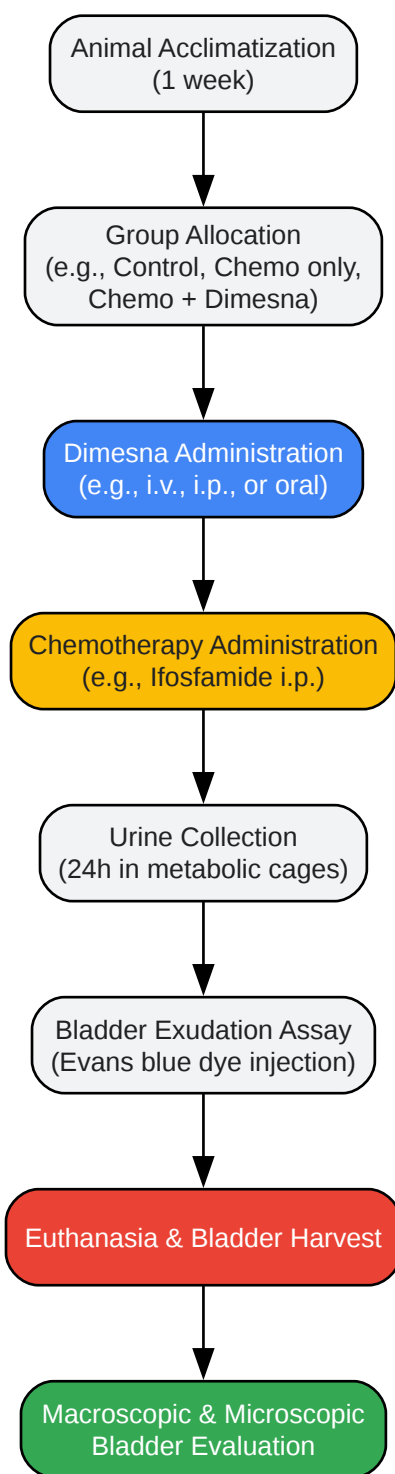 Animal Acclimatization
(1 week)
Group Allocation
(e.g., Control, Chemo only,
Chemo + Dimesna)
Dimesna Administration
(e.g., i.v., i.p., or oral)
Chemotherapy Administration
(e.g., Ifosfamide i.p.)
Urine Collection
(24h in metabolic cages)
Bladder Exudation Assay
(Evans blue dye injection)
Euthanasia & Bladder Harvest
Macroscopic & Microscopic
Bladder Evaluation